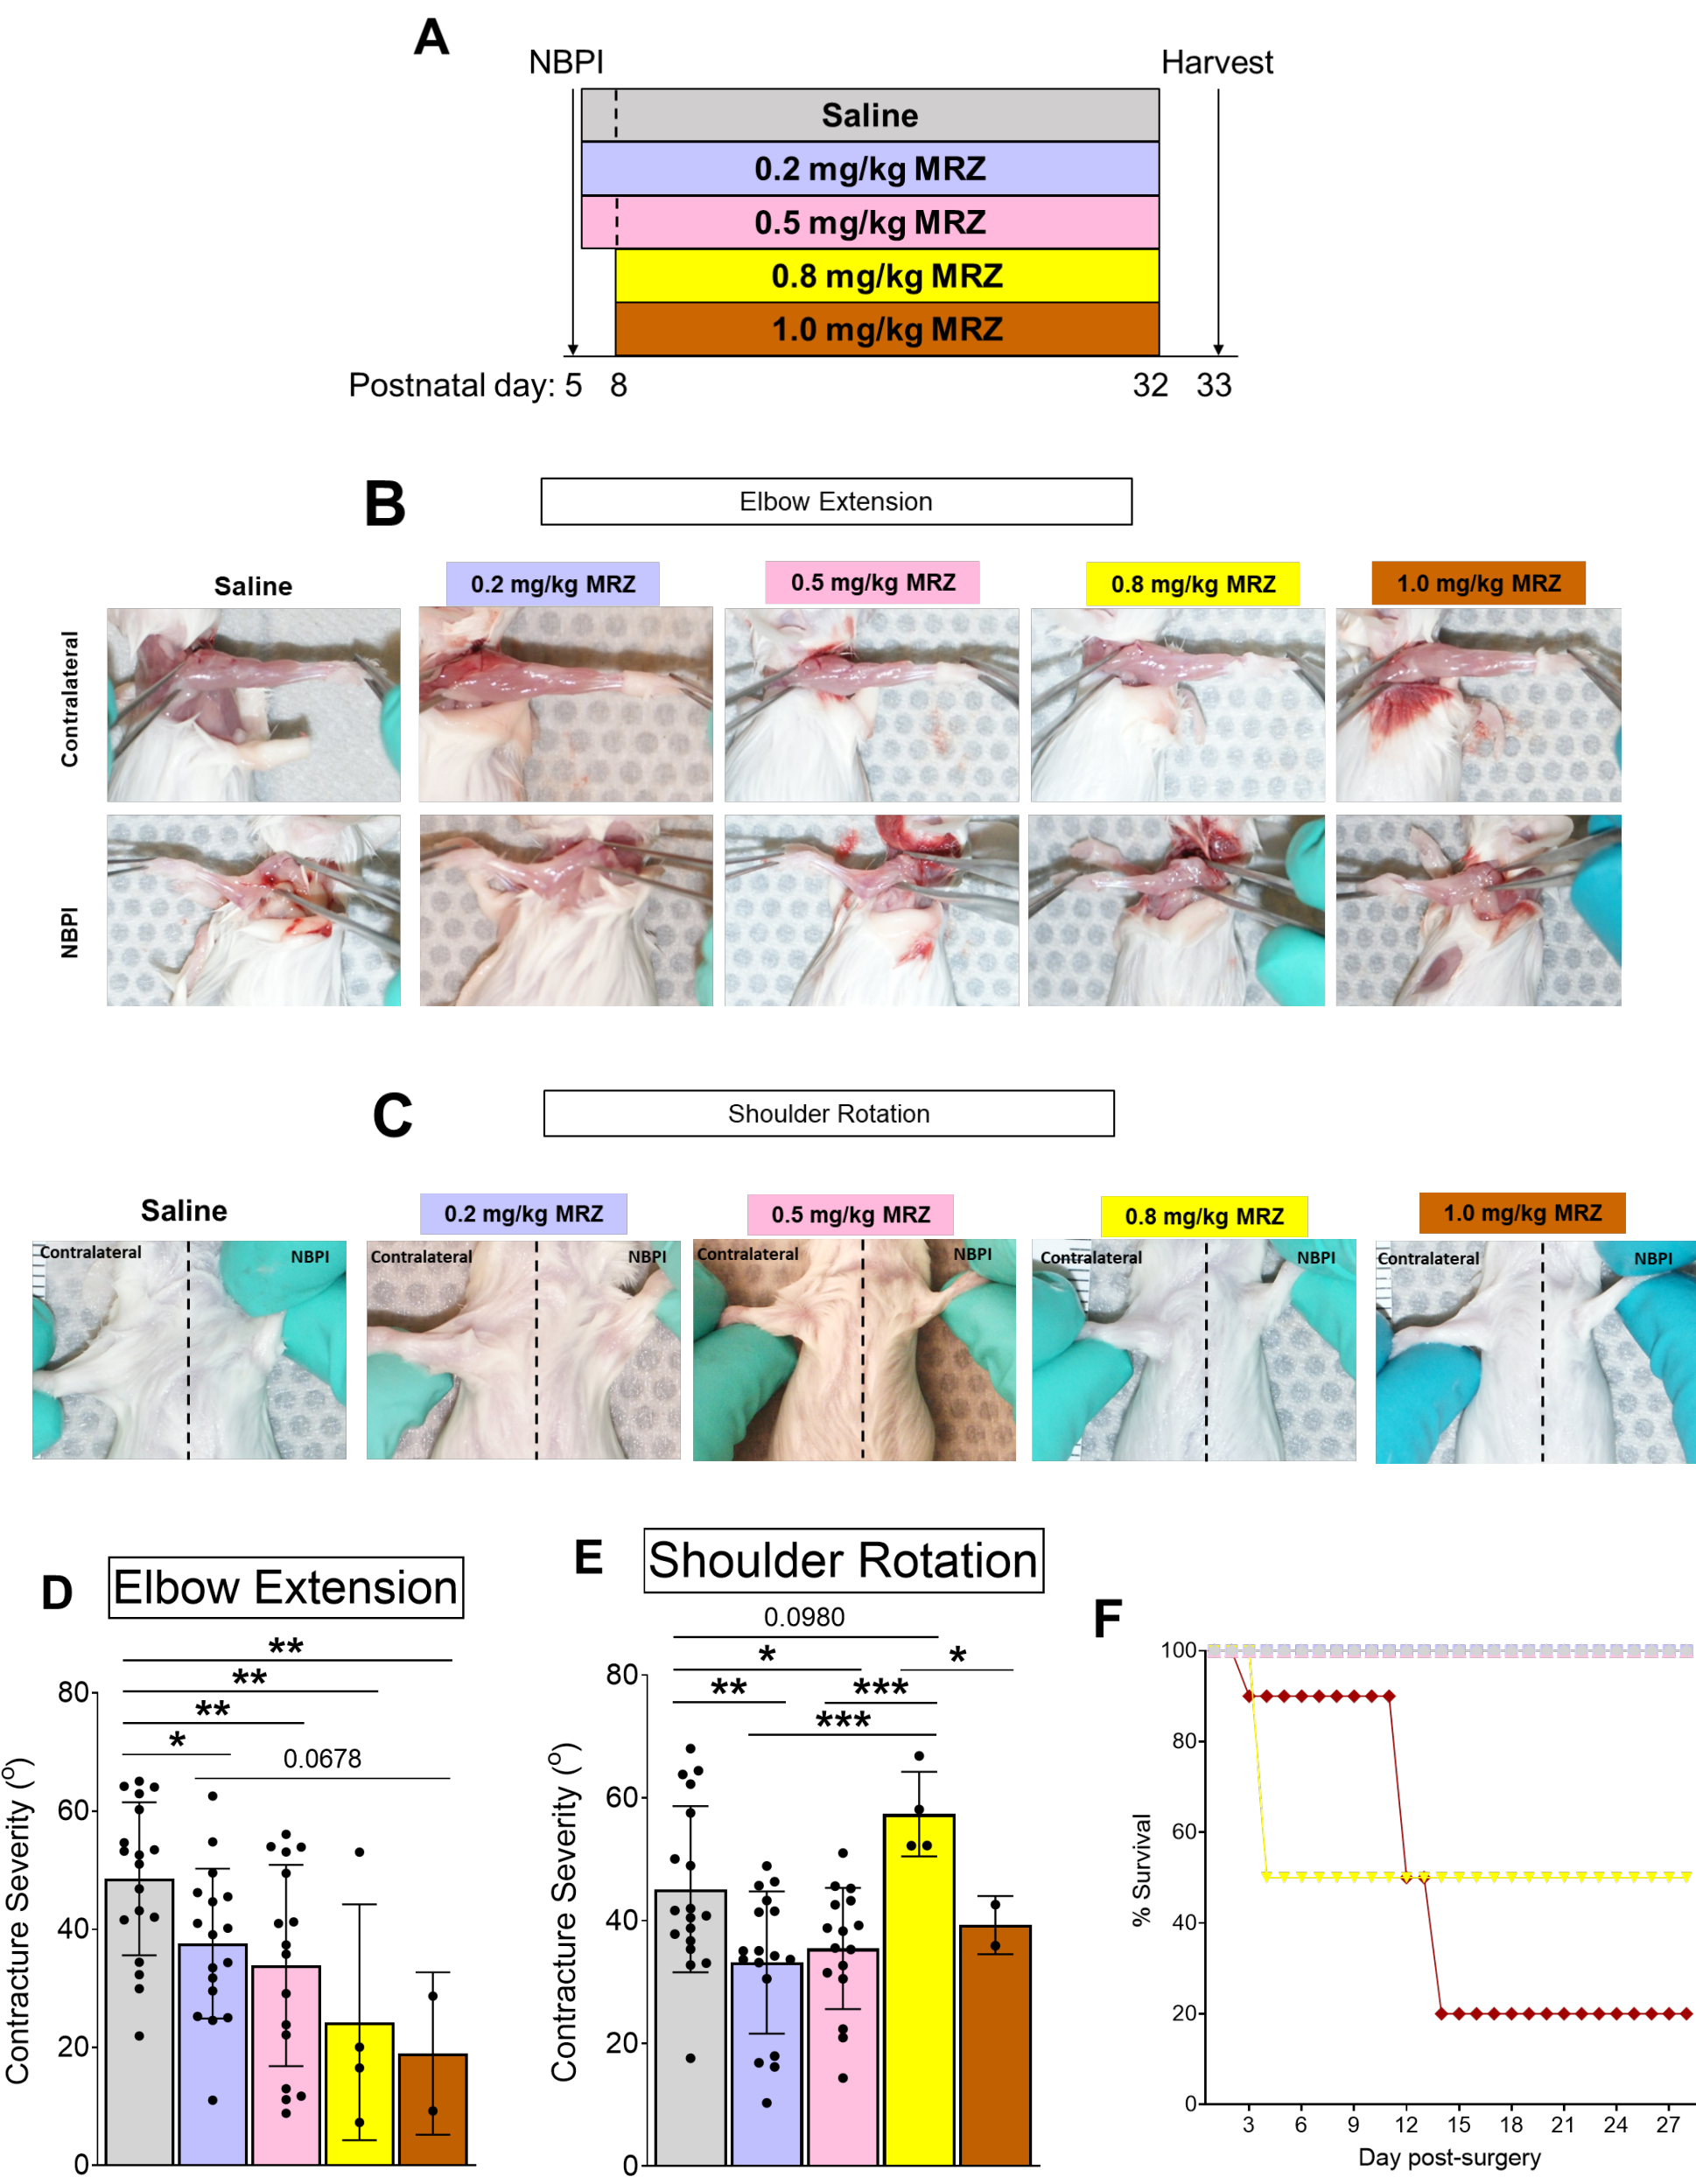 A
NBPI
Harvest
Saline
0.2 mg/kg MRZ
0.5 mg/kg MRZ
0.8 mg/kg MRZ
1.0 mg/kg MRZ
Postnatal day: 5 8 32 33
B
Elbow Extension
Saline
0.2 mg/kg MRZ
0.5 mg/kg MRZ
0.8 mg/kg MRZ
1.0 mg/kg MRZ
Contralateral
NBPI
C
Shoulder Rotation
Saline
0.2 mg/kg MRZ
0.5 mg/kg MRZ
0.8 mg/kg MRZ
1.0 mg/kg MRZ
Contralateral NBPI
Contralateral NBPI
Contralateral NBPI
Contralateral NBPI
Contralateral NBPI
D
Elbow Extension
**
**
**
*
0.0678
80
60
40
20
0
Contracture Severity (°)
E
Shoulder Rotation
0.0980
* *
** ***
***
80
60
40
20
0
Contracture Severity (°)
F
100
80
60
40
20
0
% Survival
3 6 9 12 15 18 21 24 27
Day post-surgery